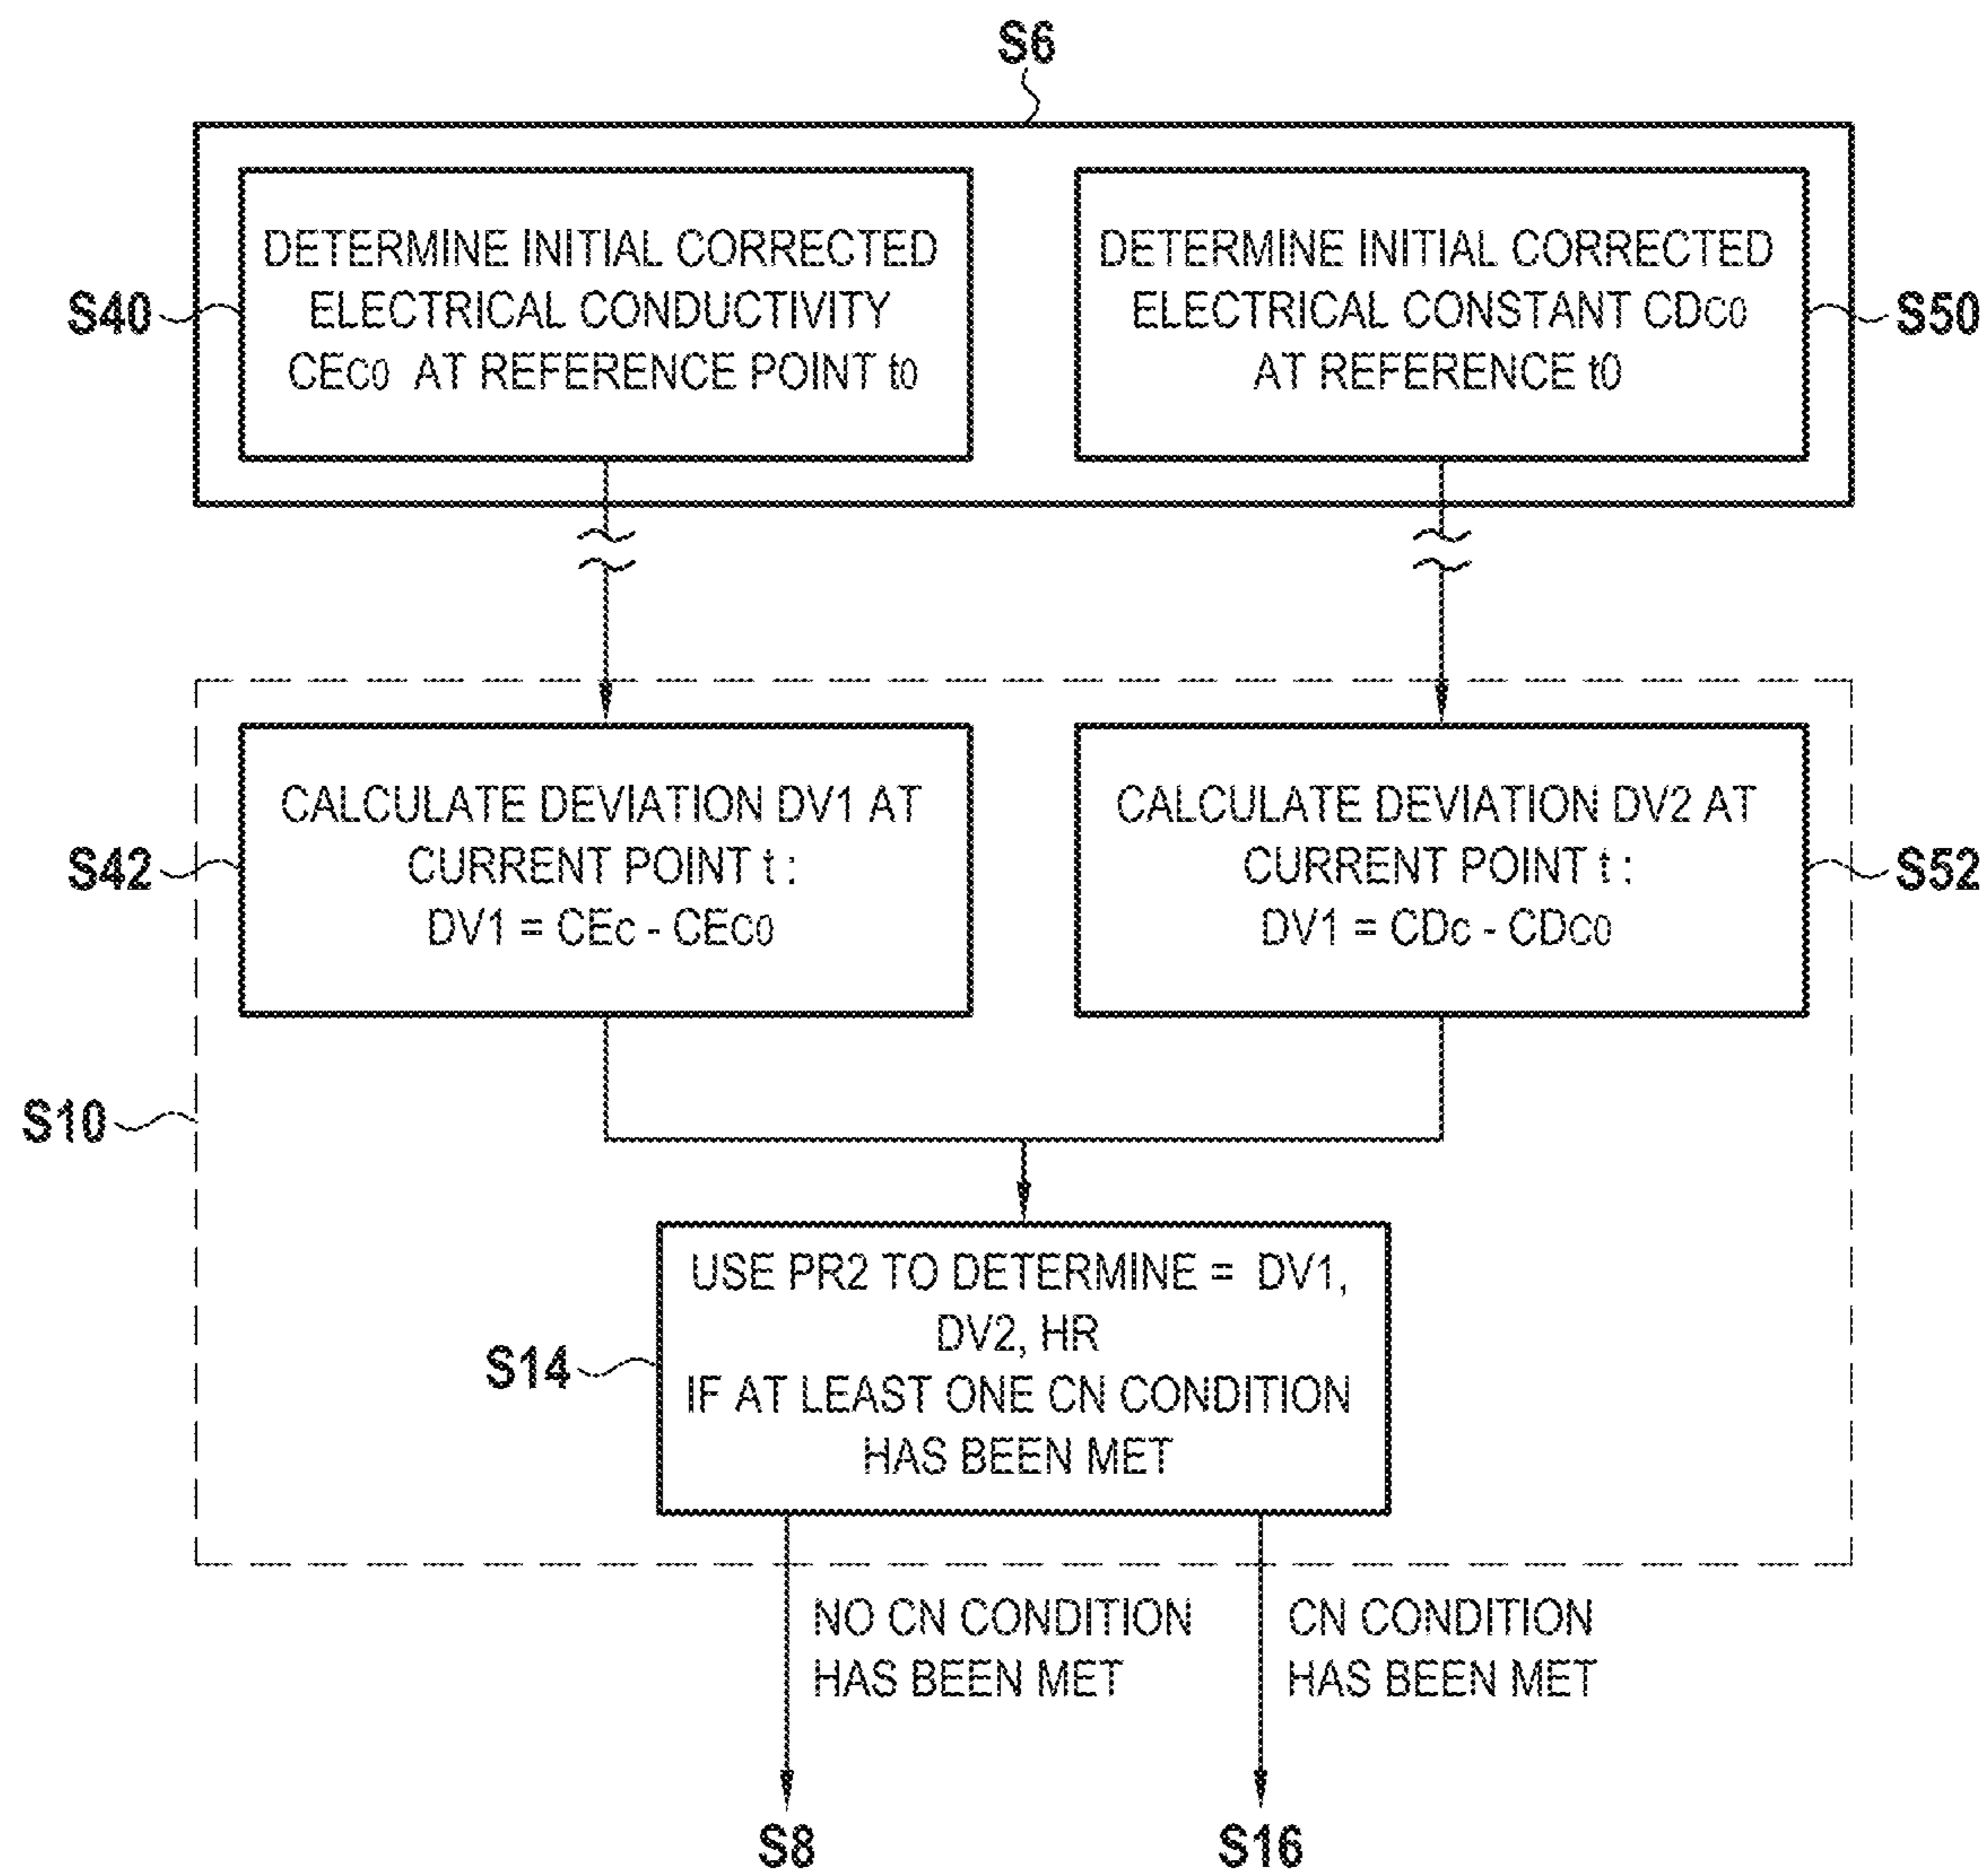 S6
DETERMINE INITIAL CORRECTED
ELECTRICAL CONDUCTIVITY
CEC0 AT REFERENCE POINT t0
S40
DETERMINE INITIAL CORRECTED
ELECTRICAL CONSTANT CDC0
AT REFERENCE t0
S50
CALCULATE DEVIATION DV1 AT
CURRENT POINT t :
DV1 = CEC - CEC0
S42
CALCULATE DEVIATION DV2 AT
CURRENT POINT t :
DV1 = CDC - CDC0
S52
S10
USE PR2 TO DETERMINE = DV1,
DV2, HR
IF AT LEAST ONE CN CONDITION
HAS BEEN MET
S14
NO CN CONDITION
HAS BEEN MET
CN CONDITION
HAS BEEN MET
S8
S16